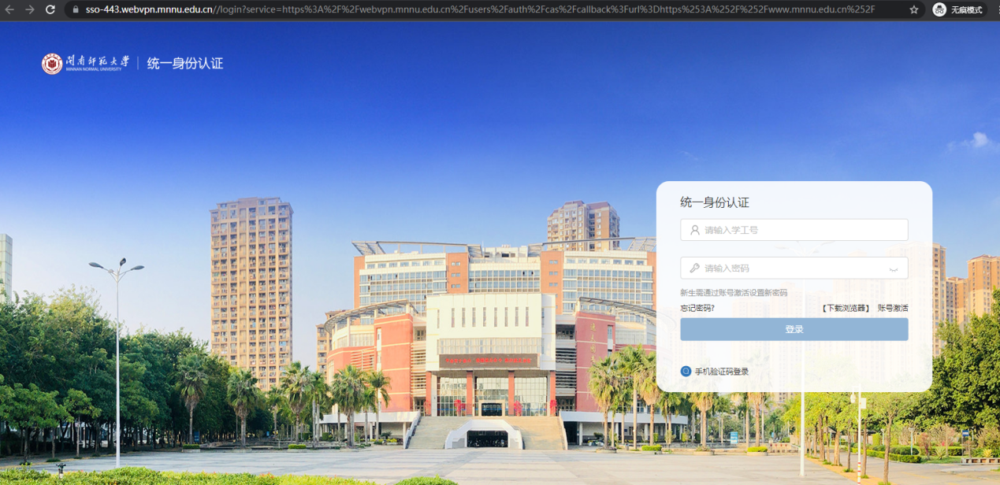 sso-443.webvpn.mnnu.edu.cn//login?service=https%3A%2F%2Fwebvpn.mnnu.edu.cn%2Fusers%2Fauth%2Fcas%2Fcallback%3Furl%3Dhttps%253A%252F%252Fwww.mnnu.edu.cn%252F
无痕模式
闽南师范大学
MINNAN NORMAL UNIVERSITY
统一身份认证
统一身份认证
请输入学工号
请输入密码
新生需通过账号激活设置新密码
忘记密码? 【下载浏览器】 账号激活
登录
手机验证码登录